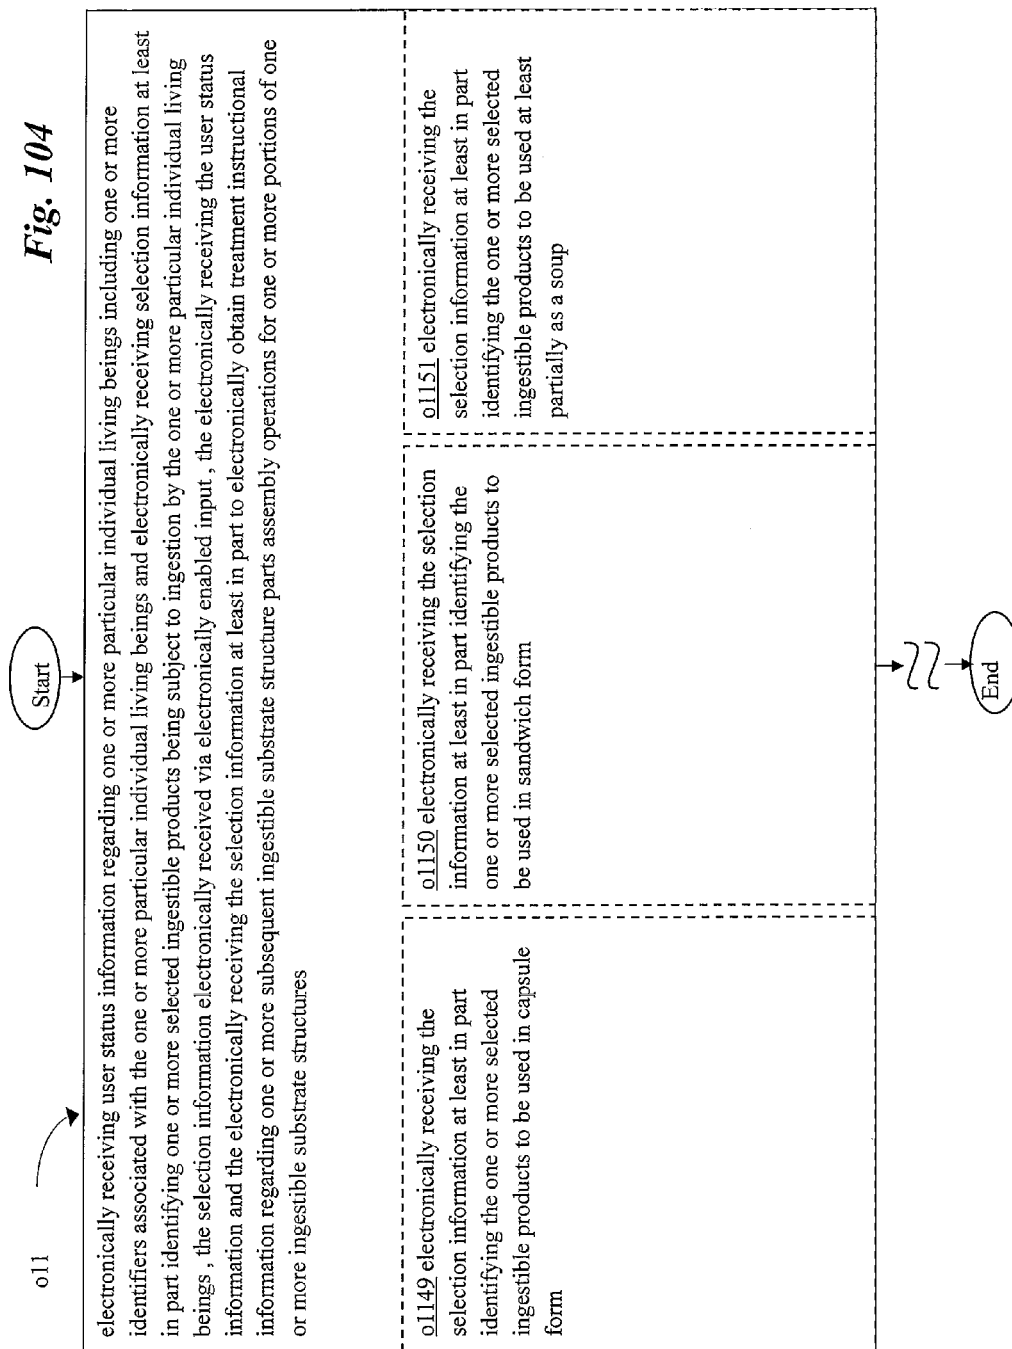 Fig. 104
Start
o11
electronically receiving user status information regarding one or more particular individual living beings including one or more
identifiers associated with the one or more particular individual living beings and electronically receiving selection information at least
in part identifying one or more selected ingestible products being subject to ingestion by the one or more particular individual living
beings , the selection information electronically received via electronically enabled input , the electronically receiving the user status
information and the electronically receiving the selection information at least in part to electronically obtain treatment instructional
information regarding one or more subsequent ingestible substrate structure parts assembly operations for one or more portions of one
or more ingestible substrate structures
o1149 electronically receiving the
selection information at least in part
identifying the one or more selected
ingestible products to be used in capsule
form
o1150 electronically receiving the selection
information at least in part identifying the
one or more selected ingestible products to
be used in sandwich form
o1151 electronically receiving the
selection information at least in part
identifying the one or more selected
ingestible products to be used at least
partially as a soup
End